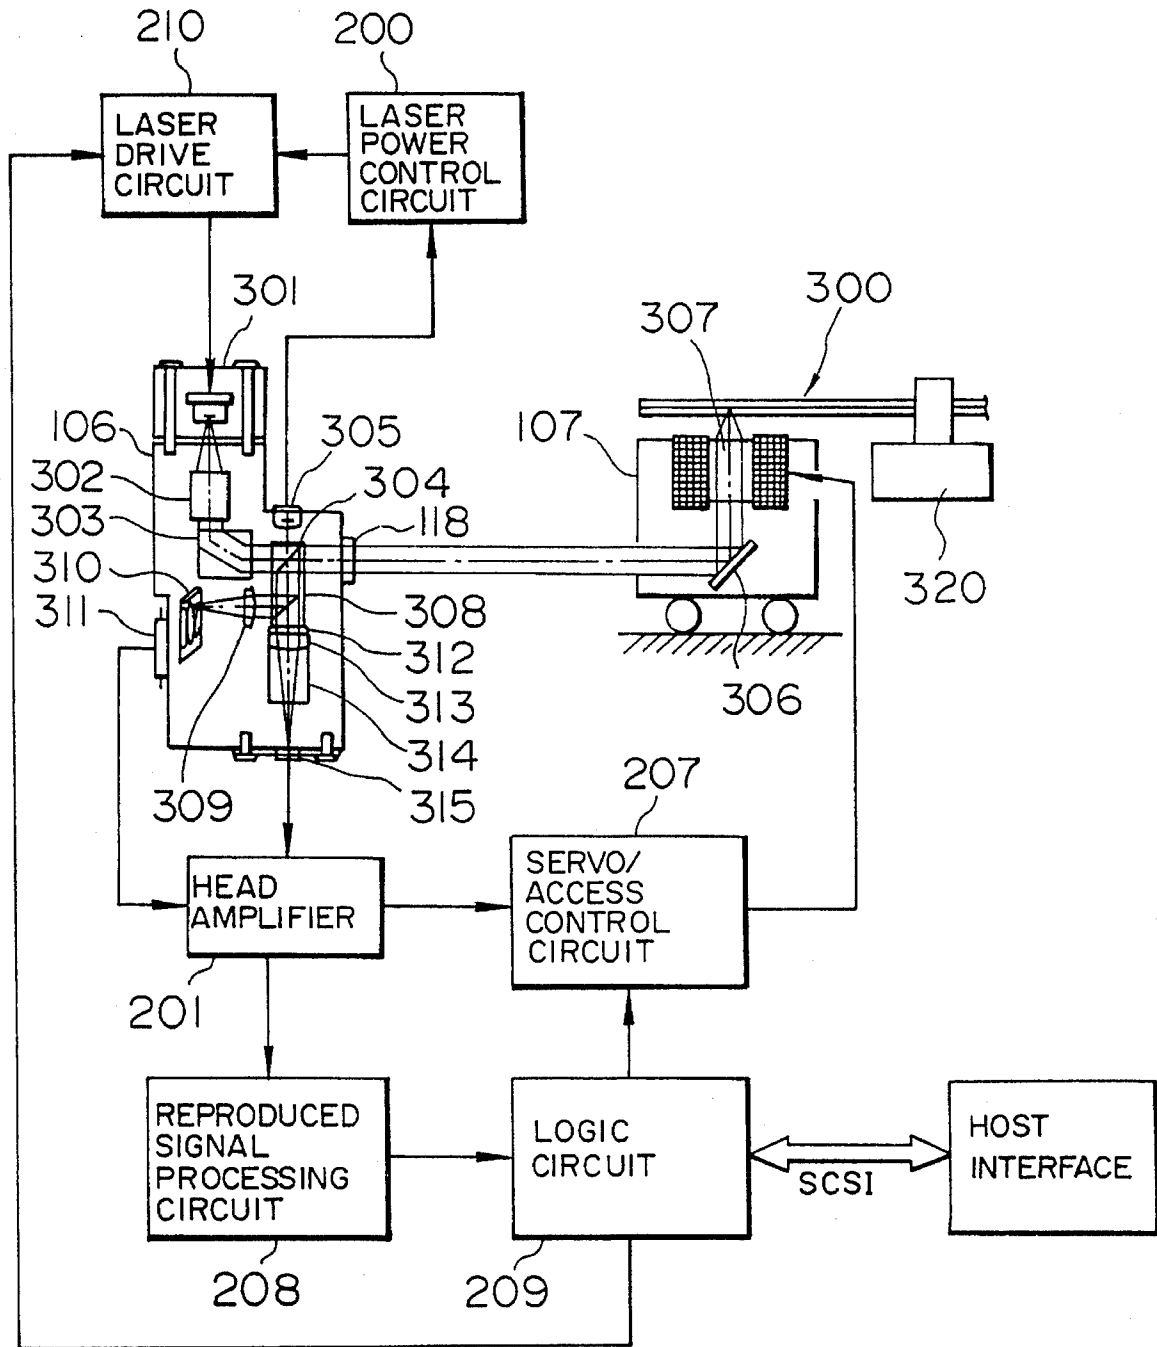 210
200
LASER
DRIVE
CIRCUIT
LASER
POWER
CONTROL
CIRCUIT
301
300
307
106
107
305
302
304
303
118
310
320
311
308
312
306
313
314
309
315
207
HEAD
AMPLIFIER
SERVO/
ACCESS
CONTROL
CIRCUIT
201
REPRODUCED
SIGNAL
PROCESSING
CIRCUIT
LOGIC
CIRCUIT
SCSI
HOST
INTERFACE
208
209